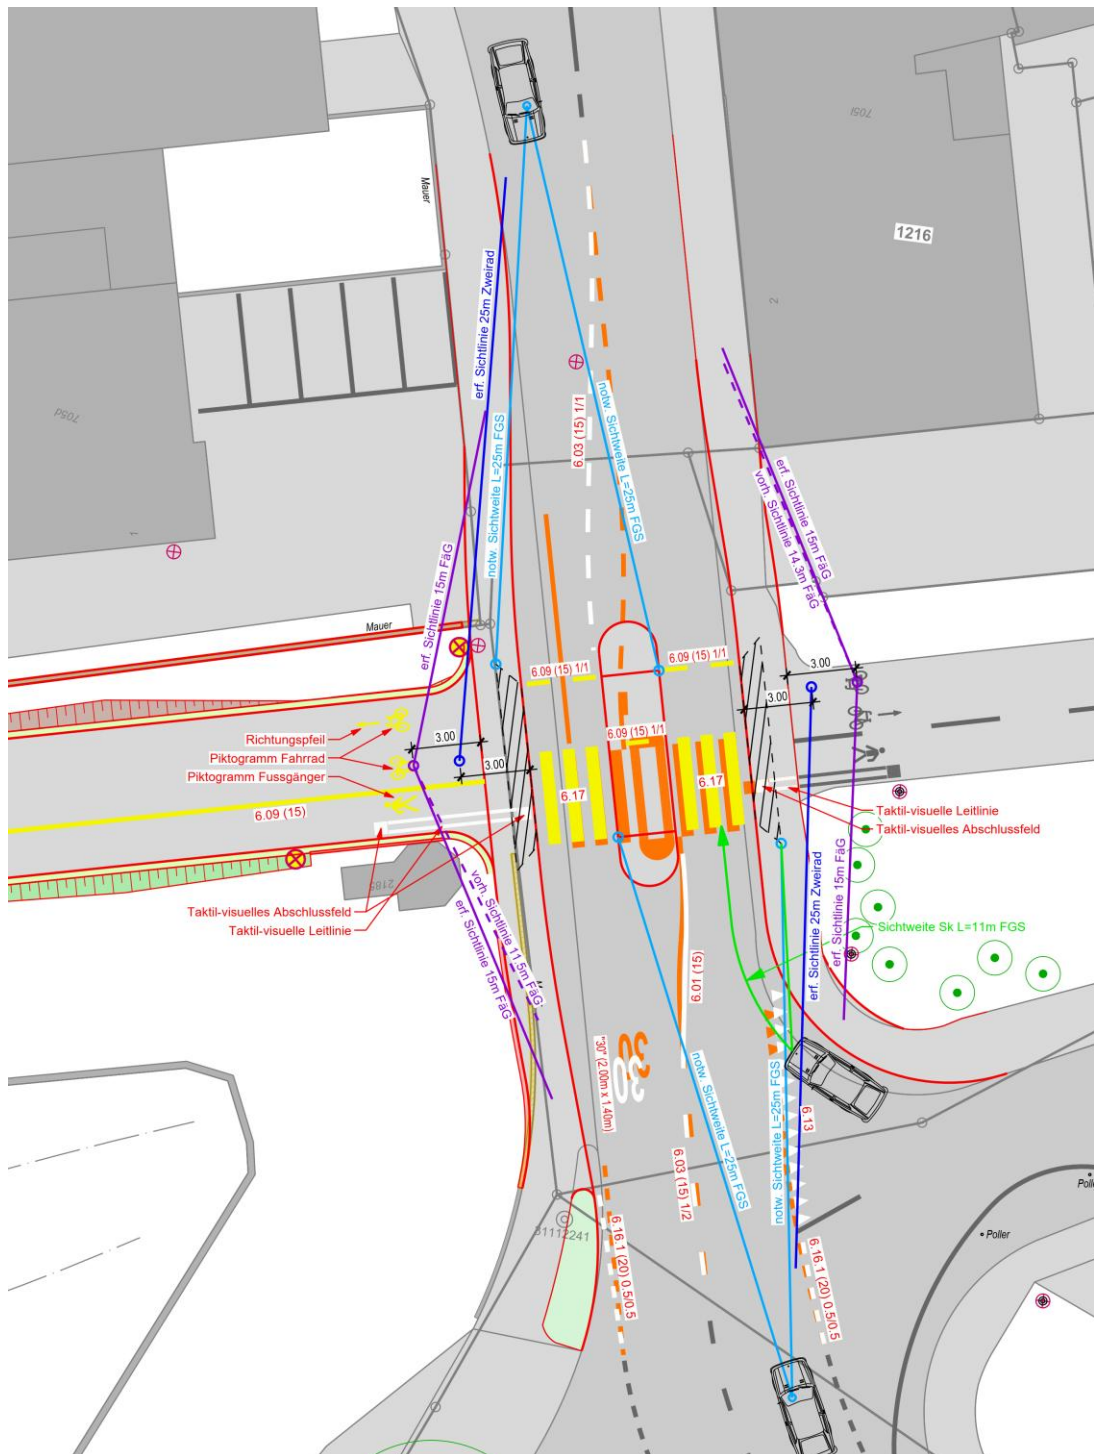 705i
Mauer
1216
erf. Sichtlinie 25m Zweirad
2
1
705d
notw. Sichtweite L=25m FGS
6.03 (15) 1/1
notw. Sichtweite L=25m FGS
erf. Sichtlinie 15m FäG
vorh. Sichtlinie 14.3m FäG
1
erf. Sichtlinie 15m FäG
Mauer
6.09 (15) 1/1
6.09 (15) 1/1
3.00
3.00
Richtungspfeil
Piktogramm Fahrrad
Piktogramm Fussgänger
3.00
3.00
6.09 (15) 1/1
6.09 (15)
6.17
6.17
Taktil-visuelle Leitlinie
Taktil-visuelles Abschlussfeld
2185
Taktil-visuelles Abschlussfeld
Taktil-visuelle Leitlinie
vorh. Sichtlinie 11.5m FäG
erf. Sichtlinie 15m FäG
erf. Sichtlinie 25m Zweirad
erf. Sichtlinie 15m FäG
Sichtweite Sk L=11m FGS
6.01 (15)
30
30
"30" (2.00m x 1.40m)
notw. Sichtweite L=25m FGS
notw. Sichtweite L=25m FGS
6.13
6.03 (15) 1/2
31112241
6.16.1 (20) 0.5/0.5
6.16.1 (20) 0.5/0.5
Poller
Poller